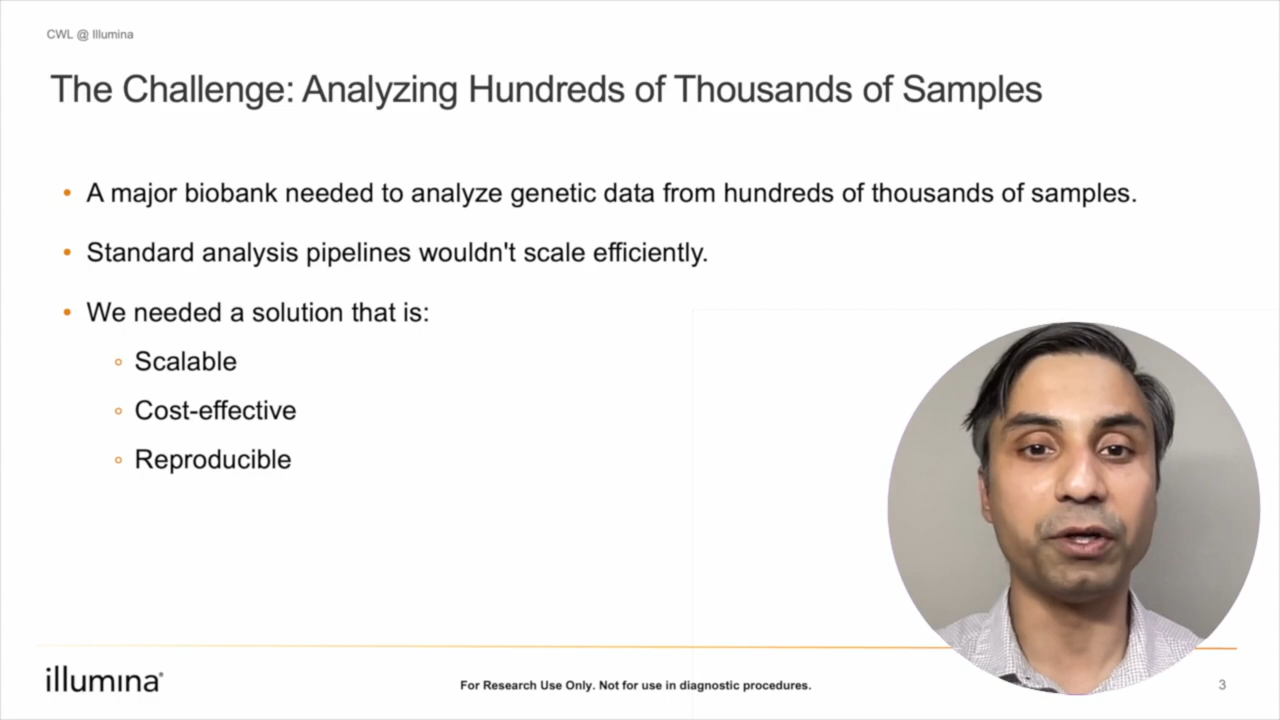 CWL @ Illumina
The Challenge: Analyzing Hundreds of Thousands of Samples
• A major biobank needed to analyze genetic data from hundreds of thousands of samples.
• Standard analysis pipelines wouldn't scale efficiently.
• We needed a solution that is:
◦ Scalable
◦ Cost-effective
◦ Reproducible
illumına®
For Research Use Only. Not for use in diagnostic procedures.
3